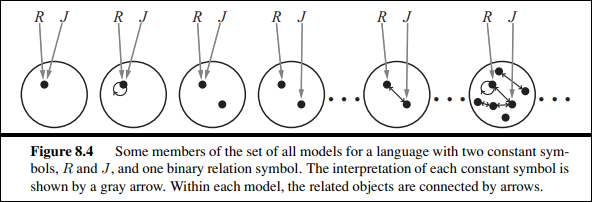 R J R J R J R J R J R J
Figure 8.4 Some members of the set of all models for a language with two constant sym-
bols, R and J, and one binary relation symbol. The interpretation of each constant symbol is
shown by a gray arrow. Within each model, the related objects are connected by arrows.